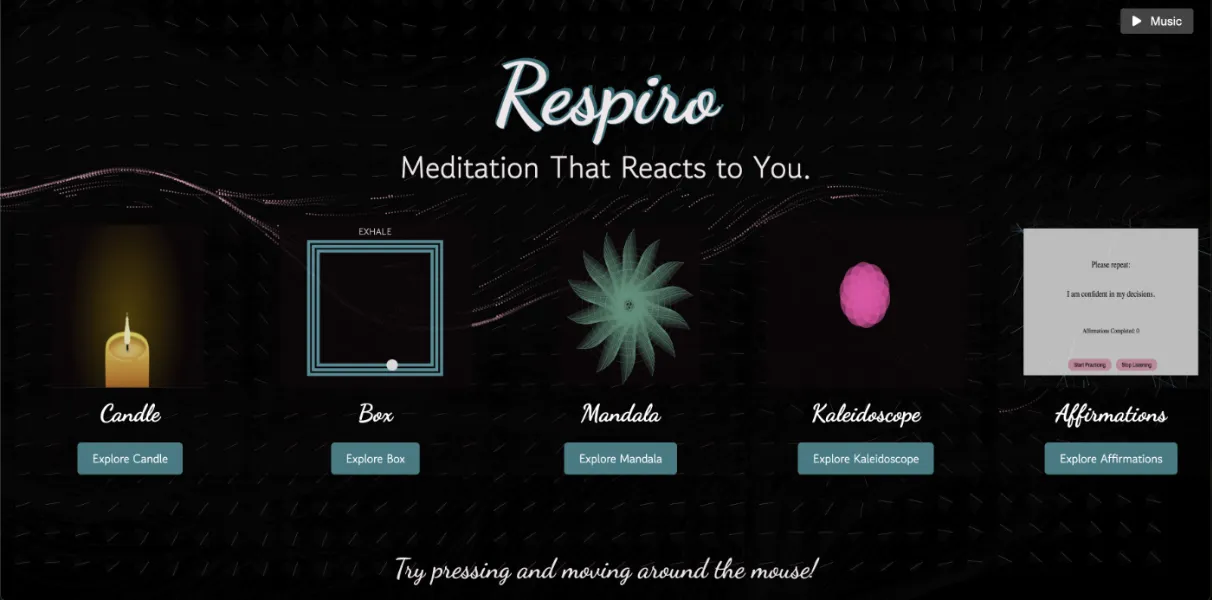 Music
Respiro
Meditation That Reacts to You.
EXHALE
Please repeat:
I am confident in my decisions.
Affirmations Completed: 0
Start Practicing Stop Listening
Candle Box Mandala Kaleidoscope Affirmations
Explore Candle Explore Box Explore Mandala Explore Kaleidoscope Explore Affirmations
Try pressing and moving around the mouse!